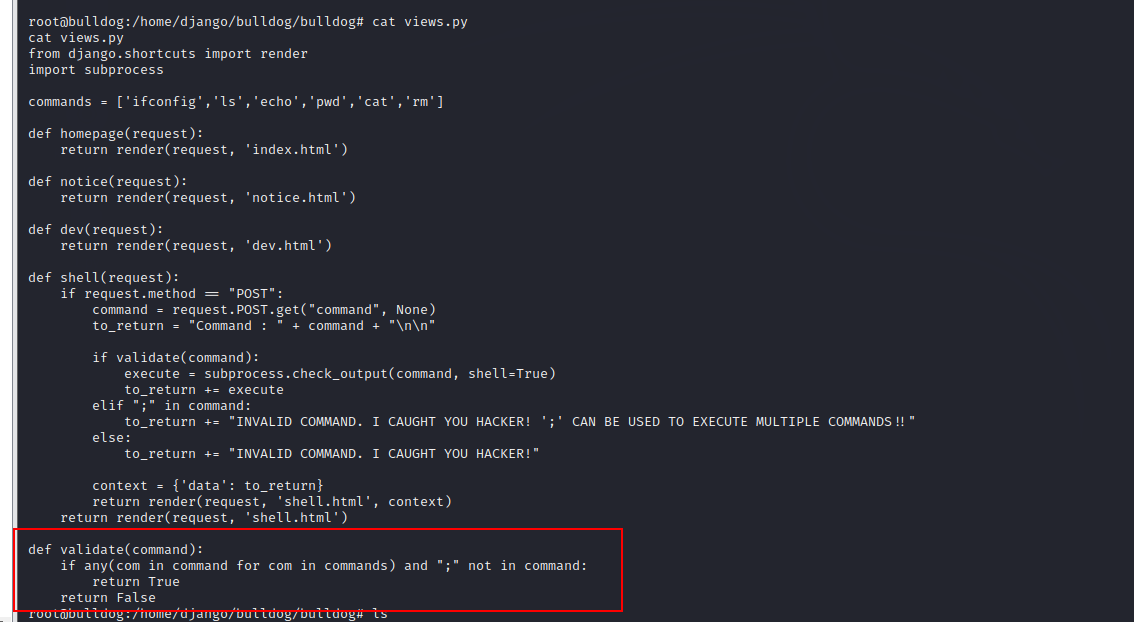 root@bulldog:/home/django/bulldog/bulldog# cat views.py
cat views.py
from django.shortcuts import render
import subprocess

commands = ['ifconfig','ls','echo','pwd','cat','rm']

def homepage(request):
    return render(request, 'index.html')

def notice(request):
    return render(request, 'notice.html')

def dev(request):
    return render(request, 'dev.html')

def shell(request):
    if request.method == "POST":
        command = request.POST.get("command", None)
        to_return = "Command : " + command + "\n\n"

        if validate(command):
            execute = subprocess.check_output(command, shell=True)
            to_return += execute
        elif ";" in command:
            to_return += "INVALID COMMAND. I CAUGHT YOU HACKER! ';' CAN BE USED TO EXECUTE MULTIPLE COMMANDS!!"
        else:
            to_return += "INVALID COMMAND. I CAUGHT YOU HACKER!"

        context = {'data': to_return}
        return render(request, 'shell.html', context)
    return render(request, 'shell.html')

def validate(command):
    if any(com in command for com in commands) and ";" not in command:
        return True
    return False
root@bulldog:/home/django/bulldog/bulldog# ls